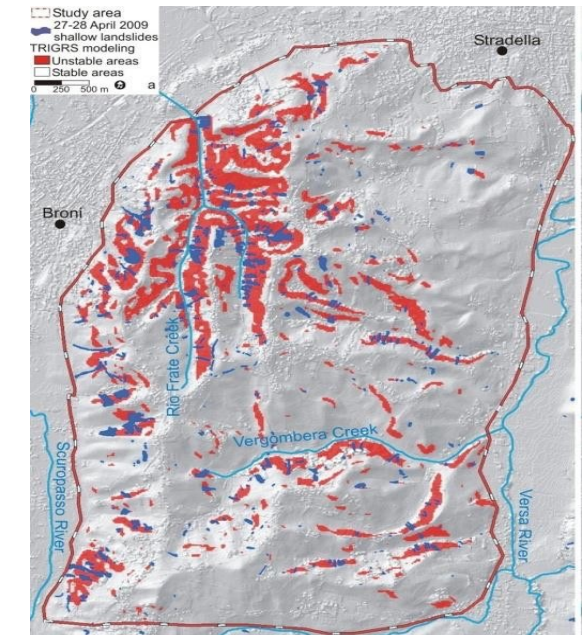 Study area
27-28 April 2009
shallow landslides
TRIGRS modeling
Unstable areas
Stable areas
0 250 500 m
a
Stradella
Broni
Rio Frate Creek
Vergombera Creek
Scuropasso River
Versa River